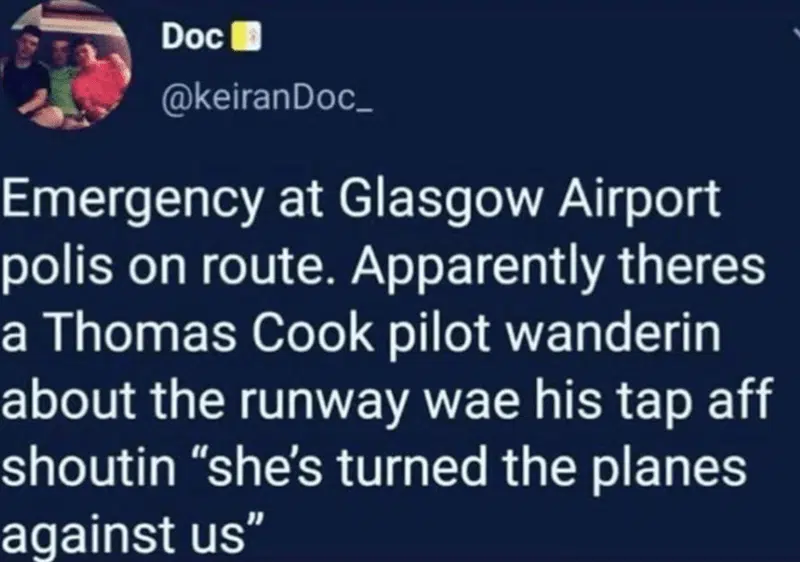 Doc
@keiranDoc_
Emergency at Glasgow Airport
polis on route. Apparently theres
a Thomas Cook pilot wanderin
about the runway wae his tap aff
shoutin “she’s turned the planes
against us”